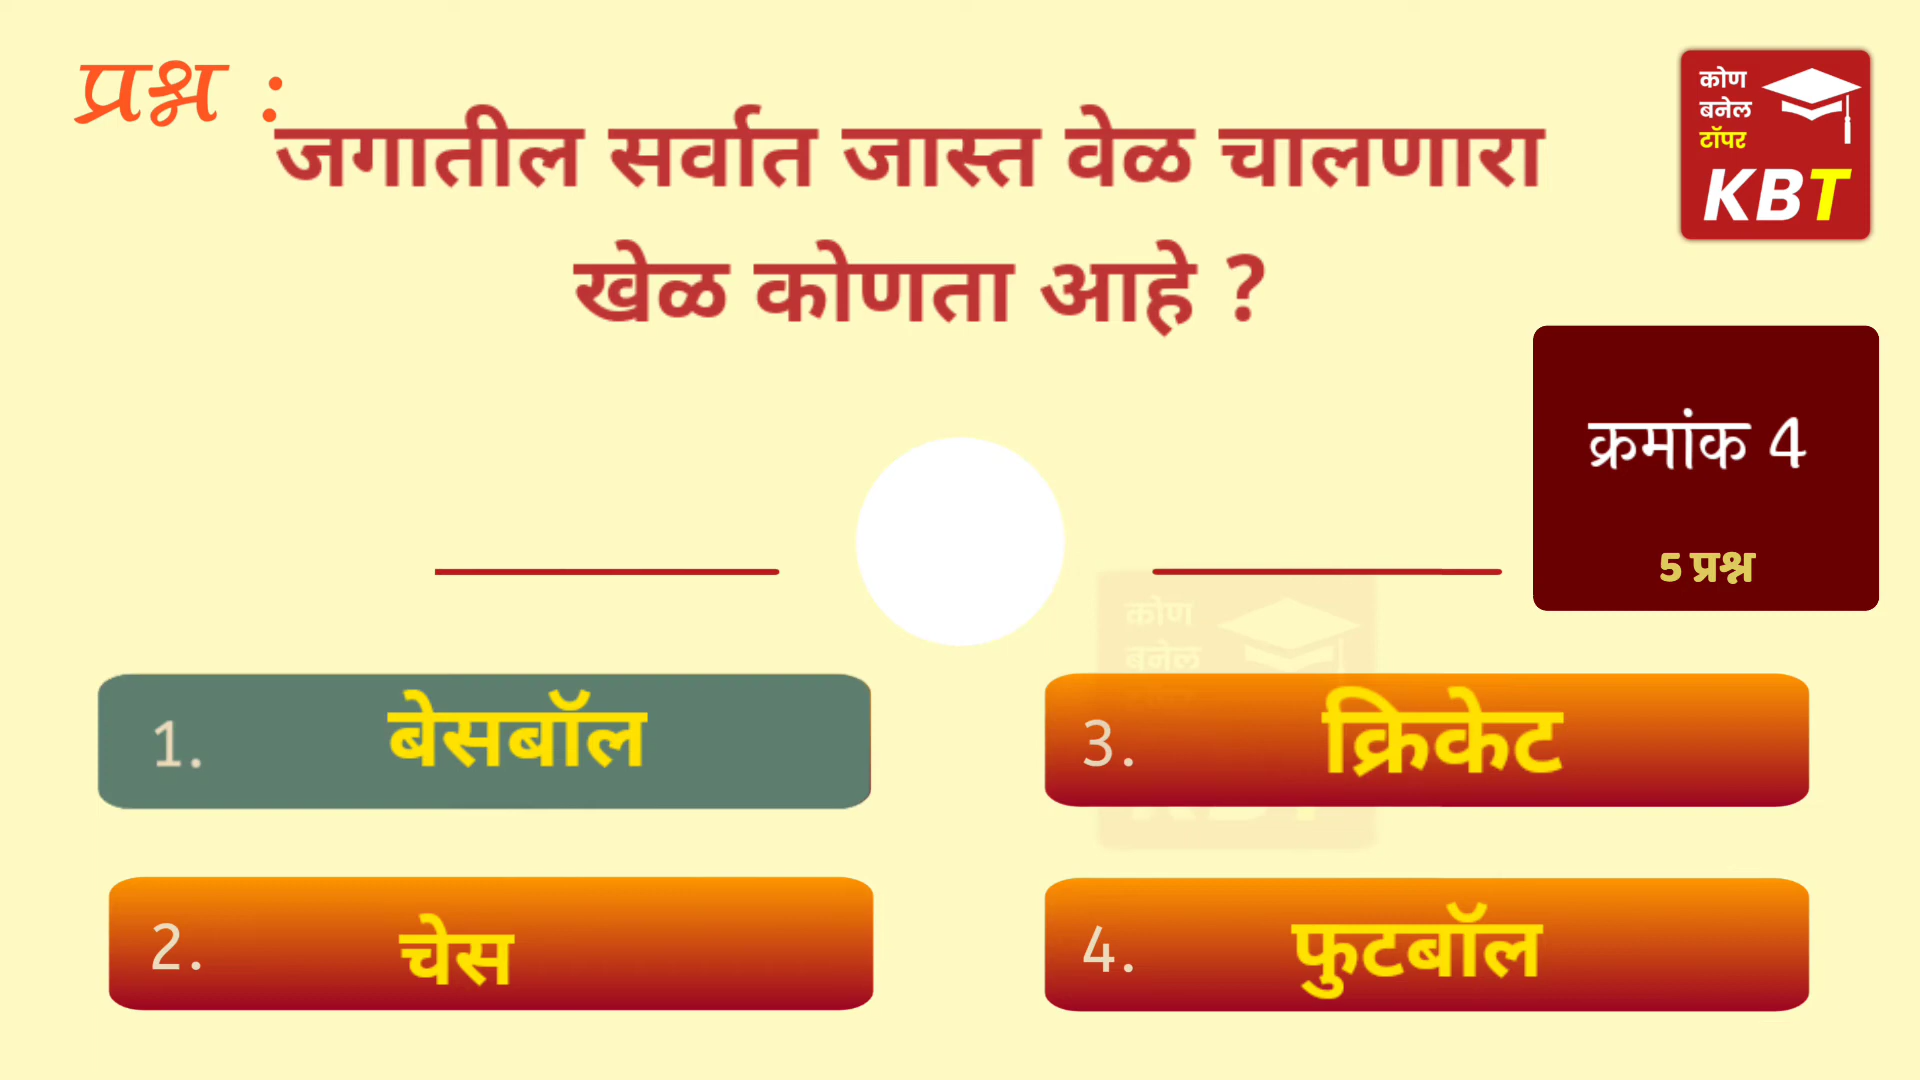 प्रश्न :
जगातील सर्वात जास्त वेळ चालणारा
खेळ कोणता आहे ?
कोण
बनेल
टॉपर
KBT
क्रमांक 4
5 प्रश्न
कोण
बनेल
1. बेसबॉल
3. क्रिकेट
2. चेस
4. फुटबॉल